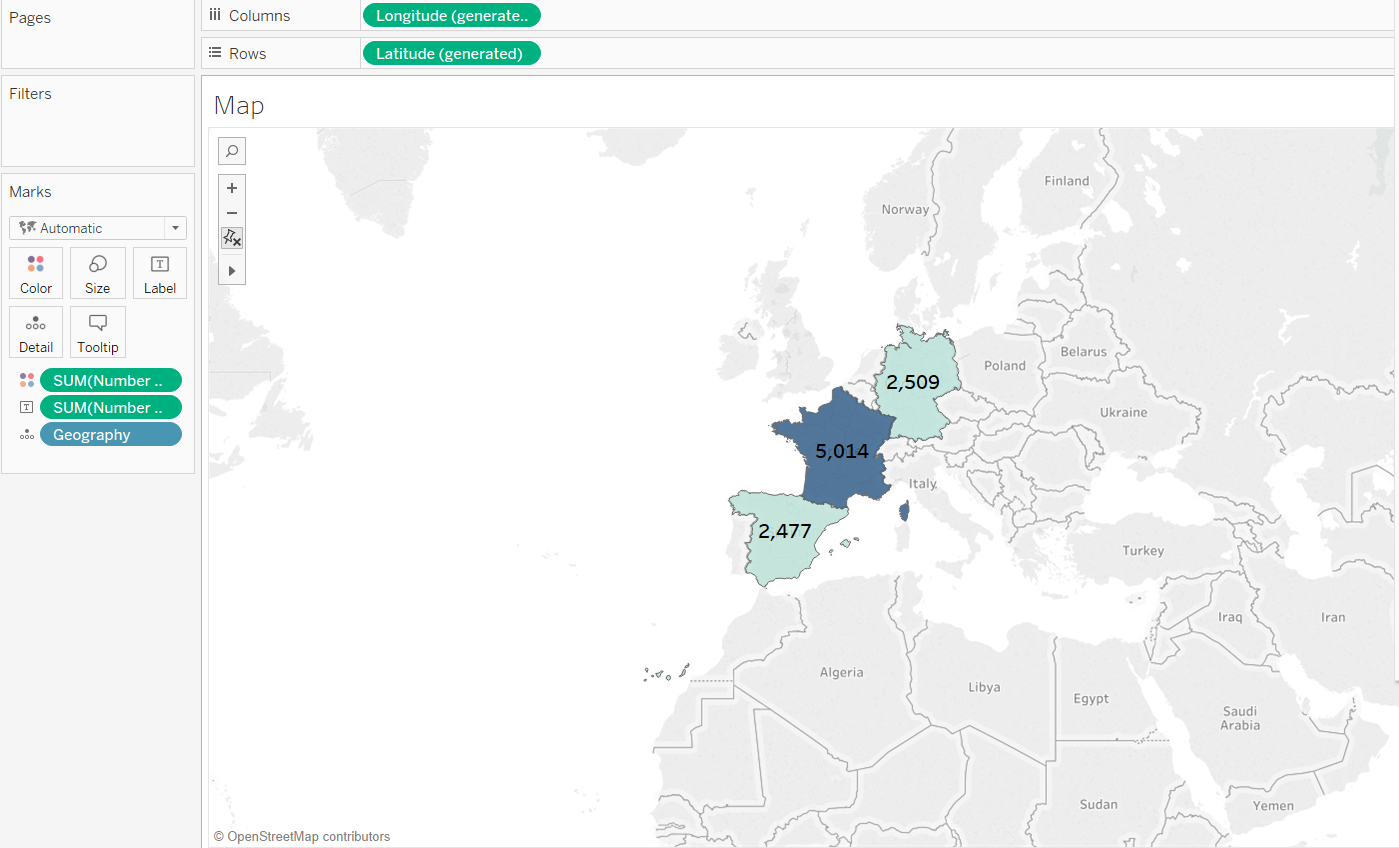 Pages
Columns
Longitude (generate..
Rows
Latitude (generated)
Filters
Map
Marks
Automatic
Color
Size
Label
Detail
Tooltip
SUM(Number ..
SUM(Number ..
Geography
Finland
Norway
Belarus
Poland
2,509
Ukraine
5,014
Italy
2,477
Turkey
Iraq
Iran
Algeria
Libya
Egypt
Saudi
Arabia
Sudan
Yemen
© OpenStreetMap contributors